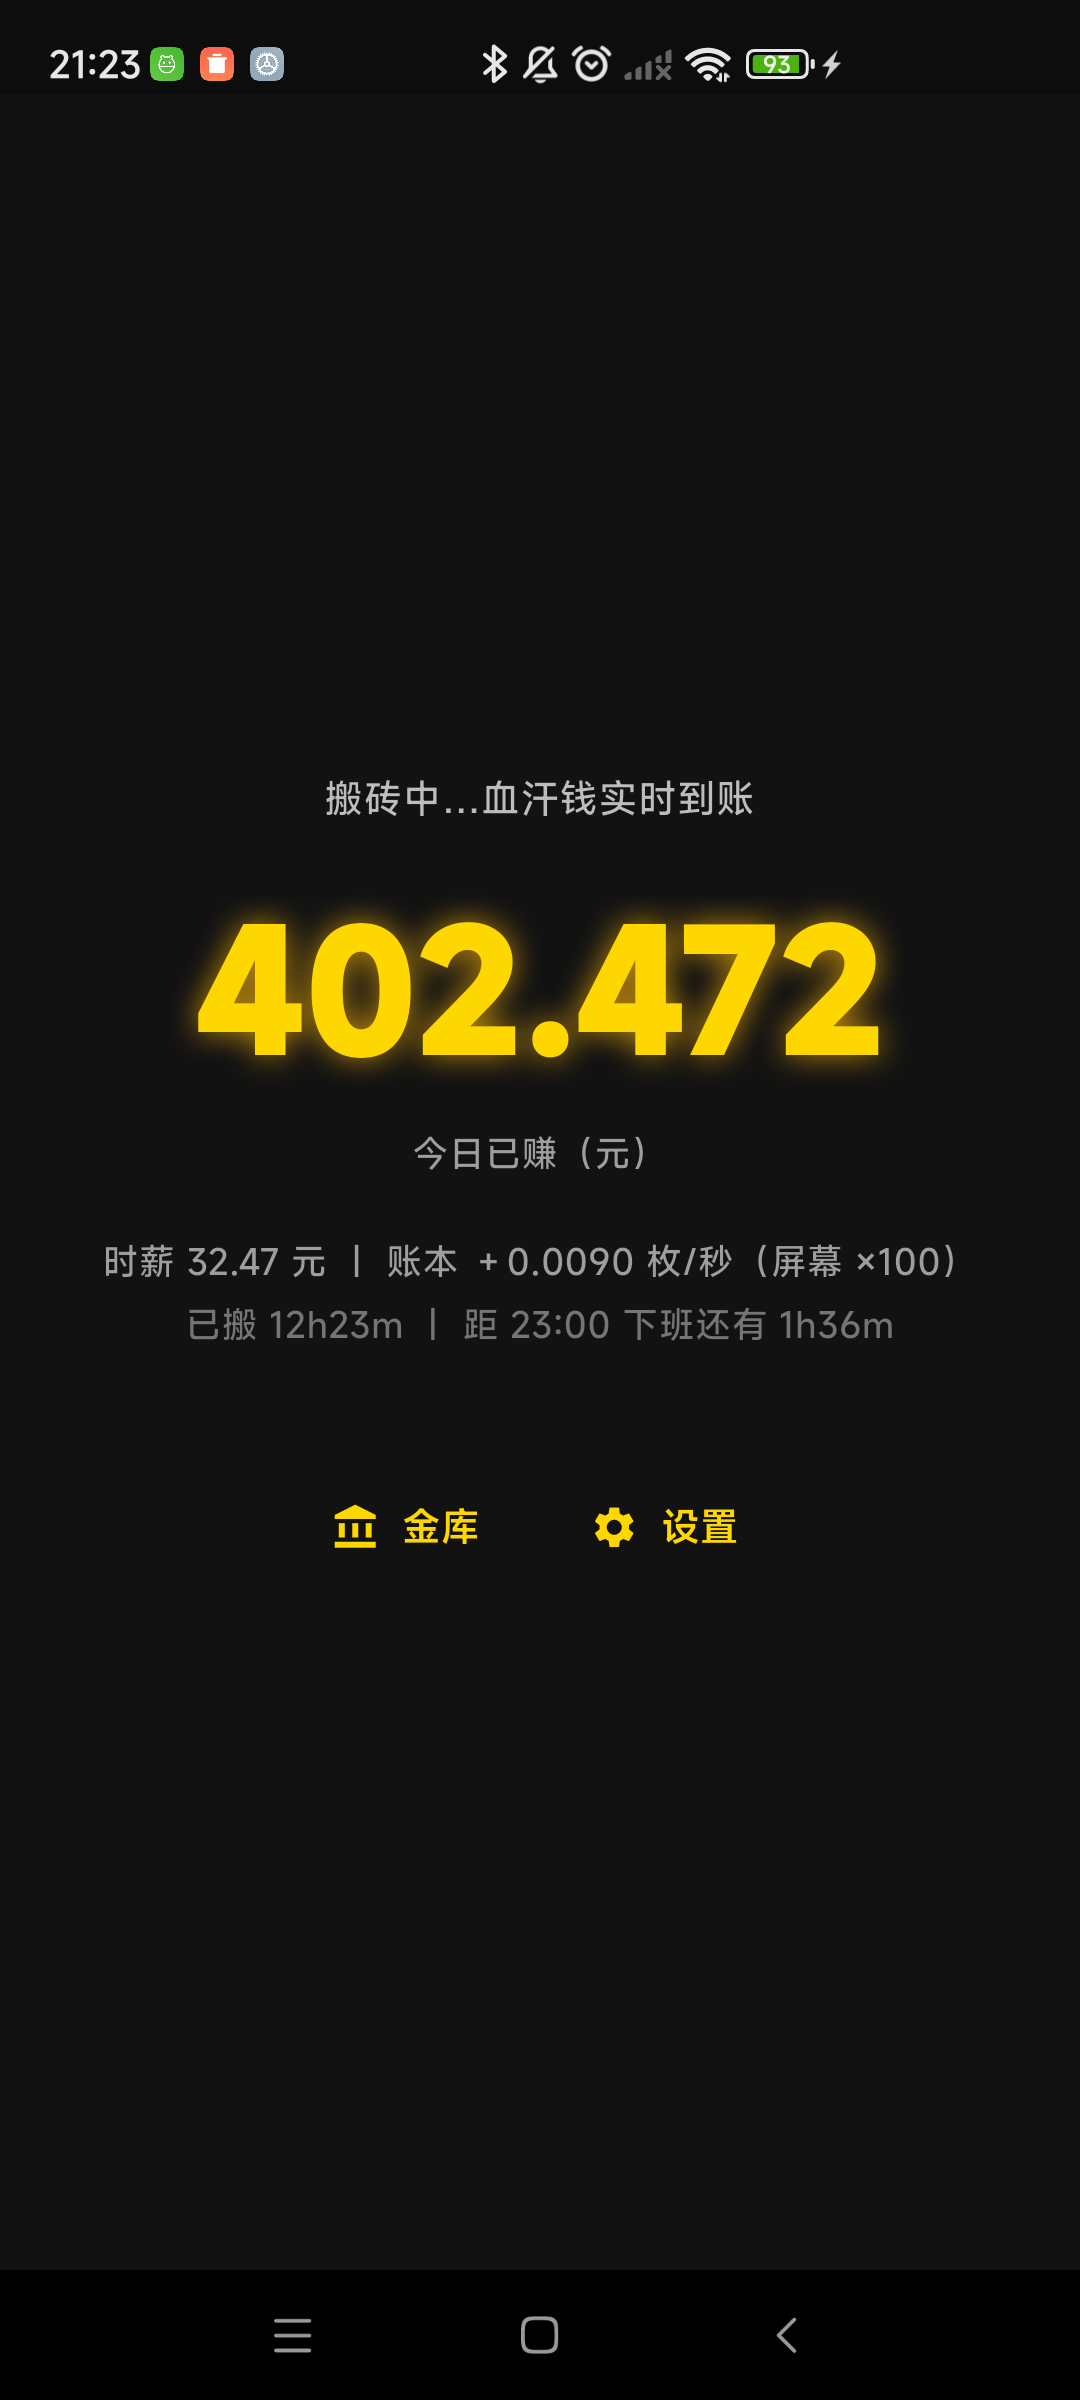 21:23
93
搬砖中...血汗钱实时到账
402.472
今日已赚（元）
时薪 32.47 元 | 账本 +0.0090 枚/秒（屏幕 ×100）
已搬 12h23m | 距 23:00 下班还有 1h36m
金库 设置